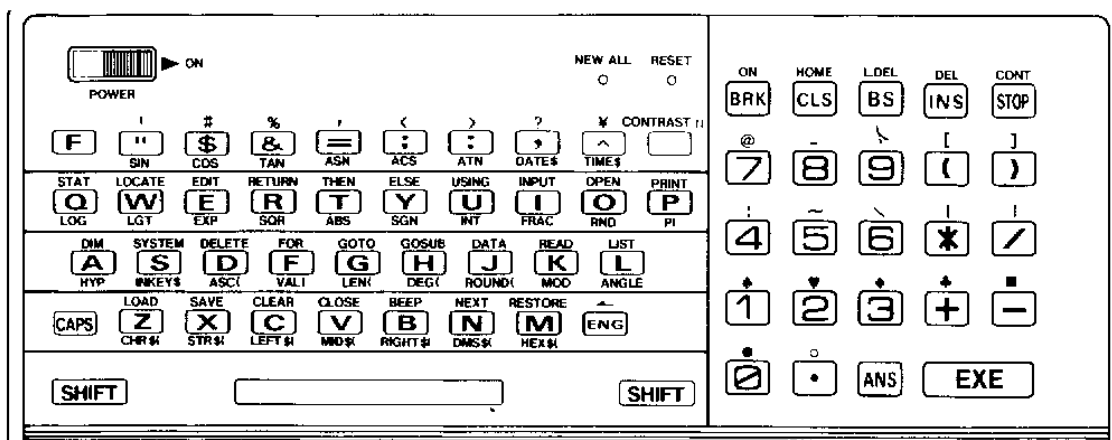 ON
POWER
NEW ALL RESET
ON HOME L.DEL DEL CONT
BRK CLS BS INS STOP
' # % , < > ? ¥ CONTRAST
F " $ & = ; : , ^
SIN COS TAN ASN ACS ATN DATE$ TIME$
@ – [ ]
7 8 9 ( )
STAT LOCATE EDIT RETURN THEN ELSE USING INPUT OPEN PRINT
Q W E R T Y U I O P
LOG LGT EXP SQR ABS SGN INT FRAC RND PI
: ~ \ | ¦
4 5 6 * /
DIM SYSTEM DELETE FOR GOTO GOSUB DATA READ LIST
A S D F G H J K L
HYP INKEY$ ASC( VAL( LEN( DEG( ROUND( MOD ANGLE
♠ ♥ ♦ ♣ ■
1 2 3 + −
LOAD SAVE CLEAR CLOSE BEEP NEXT RESTORE
CAPS Z X C V B N M ENG
CHR$( STR$( LEFT$( MID$( RIGHT$( DMS$( HEX$(
● ○
0 . ANS EXE
SHIFT SHIFT